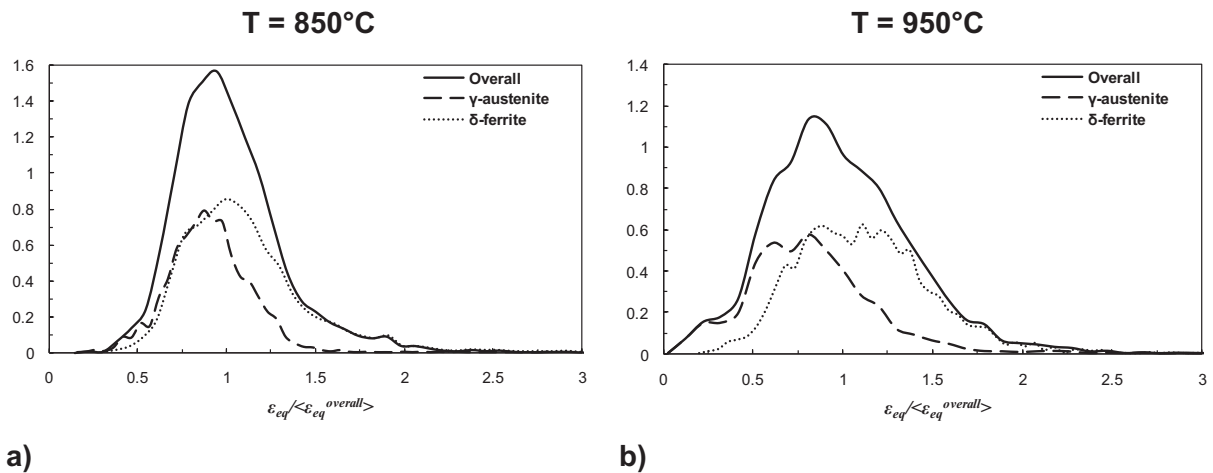 T = 850°C
1.6
1.4
1.2
1
0.8
0.6
0.4
0.2
0
0 0.5 1 1.5 2 2.5 3
Overall
γ-austenite
δ-ferrite
ε_eq/<ε_eq^overall>
a)
T = 950°C
1.4
1.2
1
0.8
0.6
0.4
0.2
0
0 0.5 1 1.5 2 2.5 3
Overall
γ-austenite
δ-ferrite
ε_eq/<ε_eq^overall>
b)